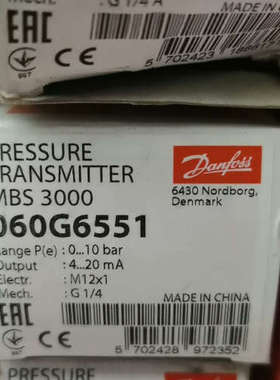 G 1/4 A
EAC CE
MADE IN
5 702423
PRESSURE
TRANSMITTER
MBS 3000
060G6551
Range P(e) : 0...10 bar
Output : 4...20 mA
Electr. : M12x1
Mech. : G 1/4
Danfoss
6430 Nordborg,
Denmark
EAC CE
MADE IN CHINA
5 702428 972352
PRESSURE